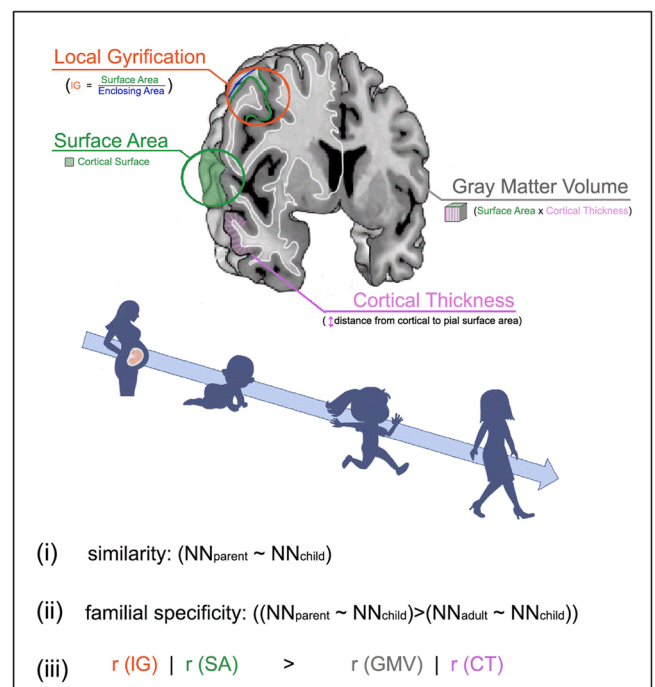 Local Gyrification
(IG = Surface Area / Enclosing Area)
Surface Area
Cortical Surface
Gray Matter Volume
(Surface Area x Cortical Thickness)
Cortical Thickness
(↕distance from cortical to pial surface area)
(i) similarity: (NNparent ~ NNchild)
(ii) familial specificity: ((NNparent ~ NNchild)>(NNadult ~ NNchild))
(iii) r (IG) | r (SA) > r (GMV) | r (CT)